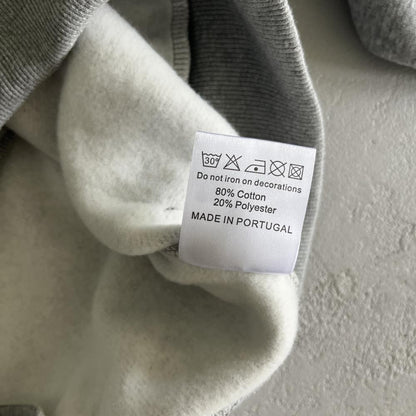 30°
Do not iron on decorations
80% Cotton
20% Polyester
MADE IN PORTUGAL